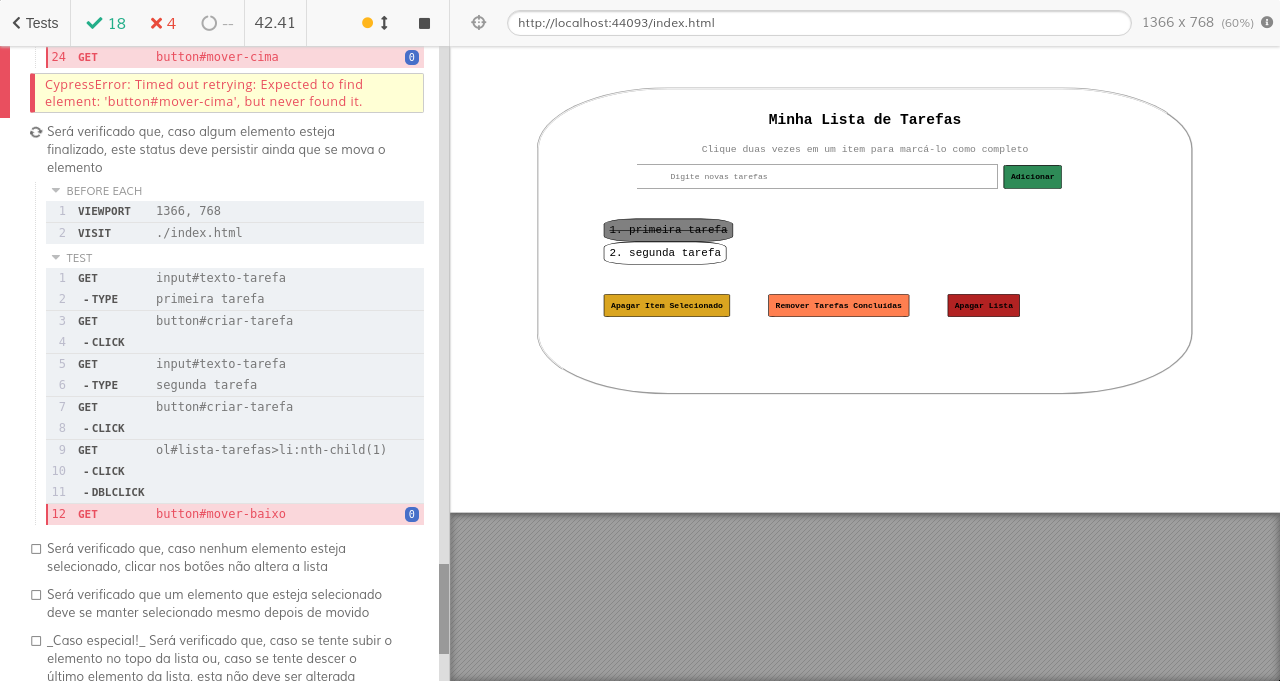 Tests 18 4 -- 42.41
http://localhost:44093/index.html 1366 x 768 (60%)
24 GET button#mover-cima 0
CypressError: Timed out retrying: Expected to find
element: 'button#mover-cima', but never found it.
Será verificado que, caso algum elemento esteja
finalizado, este status deve persistir ainda que se mova o
elemento
BEFORE EACH
1 VIEWPORT 1366, 768
2 VISIT ./index.html
TEST
1 GET input#texto-tarefa
2 - TYPE primeira tarefa
3 GET button#criar-tarefa
4 - CLICK
5 GET input#texto-tarefa
6 - TYPE segunda tarefa
7 GET button#criar-tarefa
8 - CLICK
9 GET ol#lista-tarefas>li:nth-child(1)
10 - CLICK
11 - DBLCLICK
12 GET button#mover-baixo 0
Será verificado que, caso nenhum elemento esteja
selecionado, clicar nos botões não altera a lista
Será verificado que um elemento que esteja selecionado
deve se manter selecionado mesmo depois de movido
_Caso especial!_ Será verificado que, caso se tente subir o
elemento no topo da lista ou, caso se tente descer o
último elemento da lista, esta não deve ser alterada
Minha Lista de Tarefas
Clique duas vezes em um item para marcá-lo como completo
Digite novas tarefas Adicionar
1. primeira tarefa
2. segunda tarefa
Apagar Item Selecionado Remover Tarefas Concluídas Apagar Lista